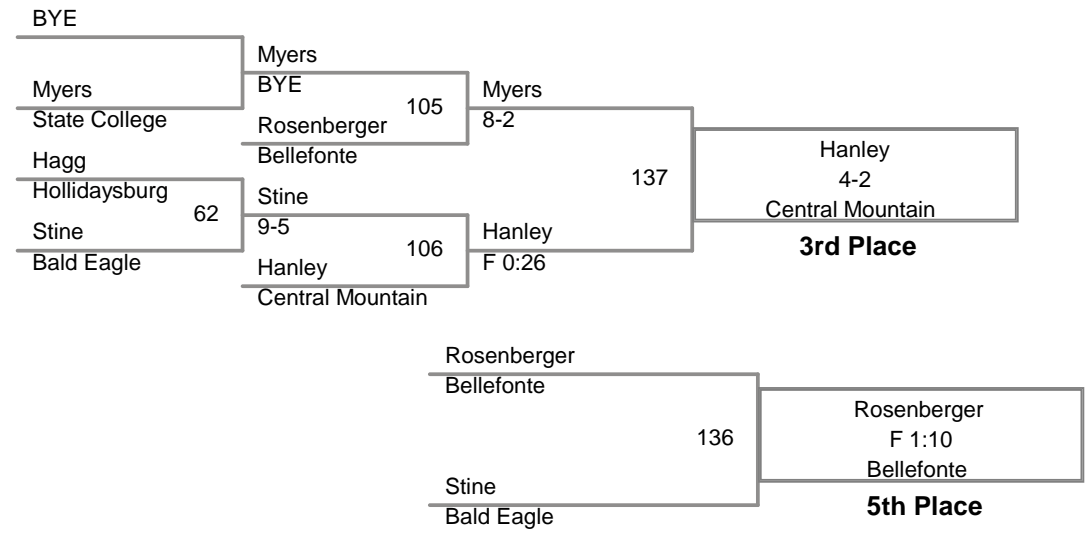 BYE
Myers
State College
Hagg
Hollidaysburg
62
Stine
Bald Eagle
Myers
BYE
105
Rosenberger
Bellefonte
Stine
9-5
106
Hanley
Central Mountain
Myers
8-2
137
Hanley
F 0:26
Hanley
4-2
Central Mountain
3rd Place
Rosenberger
Bellefonte
136
Stine
Bald Eagle
Rosenberger
F 1:10
Bellefonte
5th Place